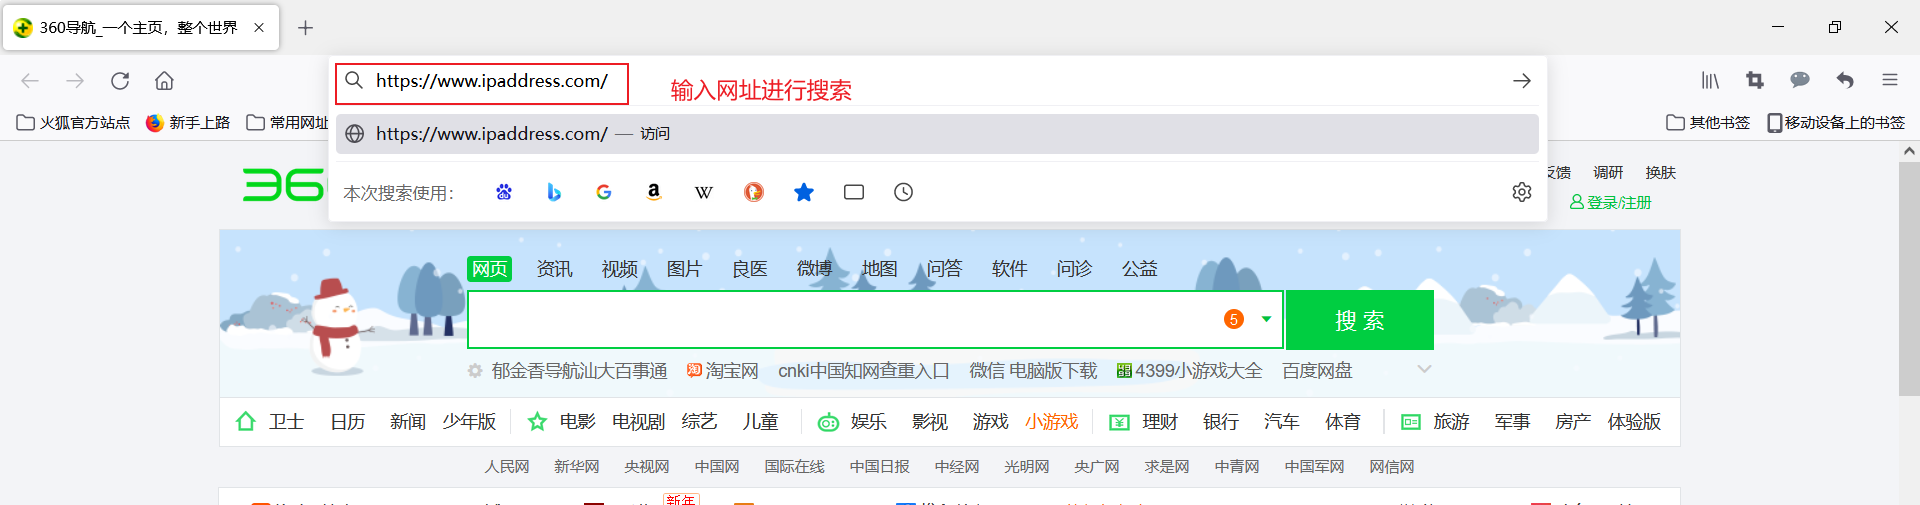 360导航_一个主页，整个世界
https://www.ipaddress.com/
输入网址进行搜索
火狐官方站点 新手上路 常用网址
https://www.ipaddress.com/ — 访问
其他书签 移动设备上的书签
本次搜索使用：
36
反馈 调研 换肤
登录/注册
网页 资讯 视频 图片 良医 微博 地图 问答 软件 问诊 公益
5
搜 索
郁金香导航汕大百事通 淘宝网 cnki中国知网查重入口 微信 电脑版下载 4399小游戏大全 百度网盘
卫士 日历 新闻 少年版 电影 电视剧 综艺 儿童 娱乐 影视 游戏 小游戏 理财 银行 汽车 体育 旅游 军事 房产 体验版
人民网 新华网 央视网 中国网 国际在线 中国日报 中经网 光明网 央广网 求是网 中青网 中国军网 网信网
新年